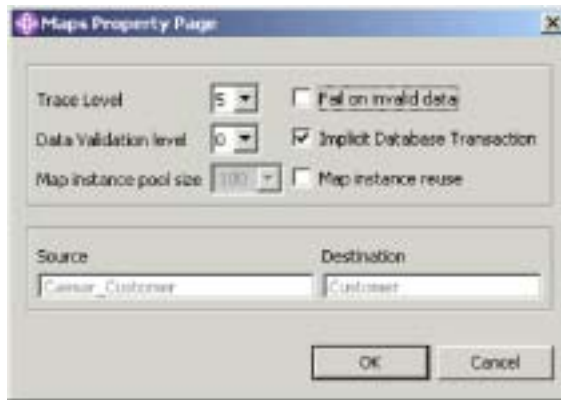 Maps Property Page
Trace Level 5 Fail on invalid data
Data Validation level 0 Implicit Database Transaction
Map instance pool size 100 Map instance reuse
Source Destination
Caesar_Customer Customer
OK Cancel